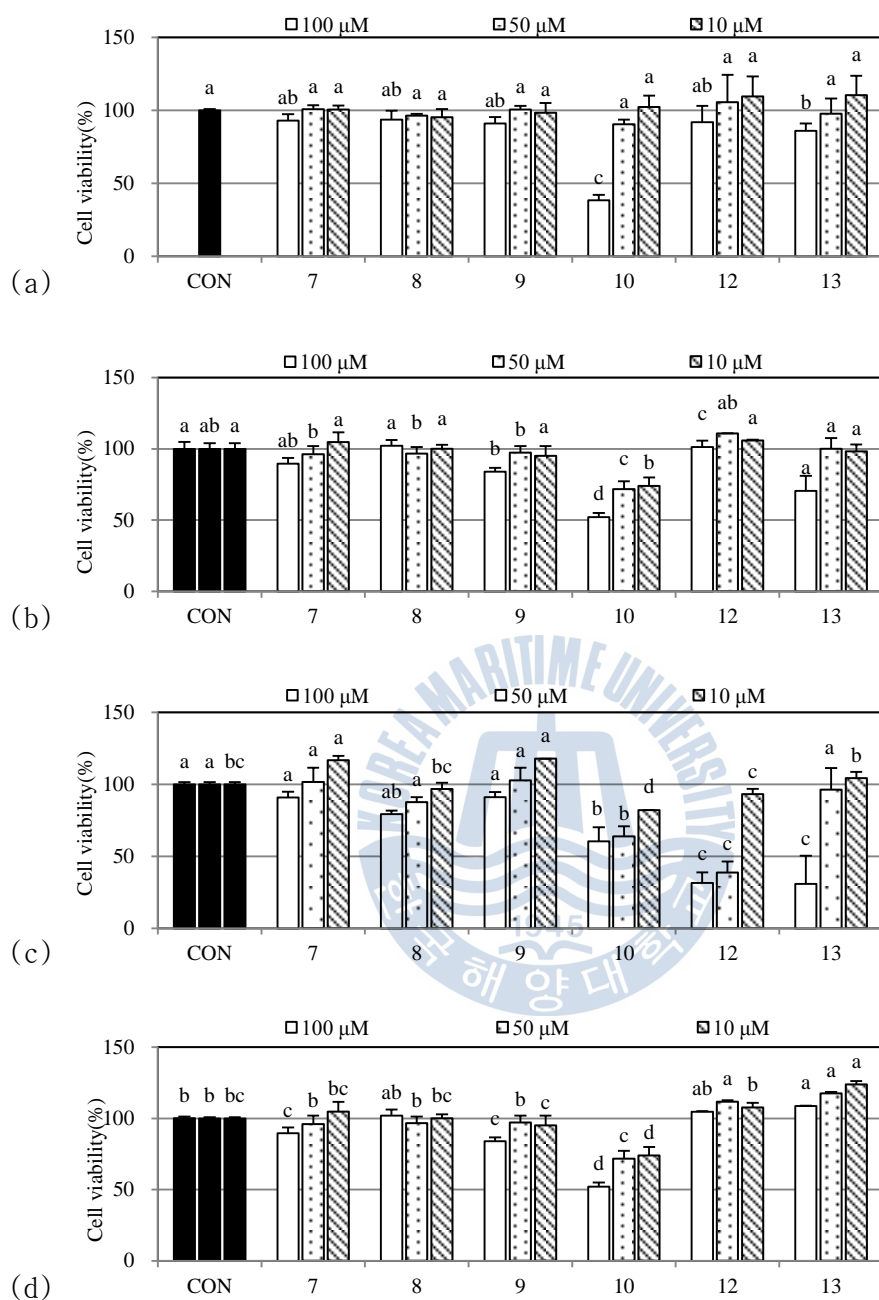 □100 μM □50 μM ▧10 μM
150
100
50
0
Cell viability(%)
a ab a a ab a a ab a a c a a ab a a b a a
CON 7 8 9 10 12 13
(a)
□100 μM □50 μM ▧10 μM
150
100
50
0
Cell viability(%)
a ab a ab b a a b a b b a d c b c ab a a a a
CON 7 8 9 10 12 13
(b)
□100 μM □50 μM ▧10 μM
150
100
50
0
Cell viability(%)
a a bc a a a ab a bc a a a b b d c c c c a b
CON 7 8 9 10 12 13
(c)
□100 μM □50 μM ▧10 μM
150
100
50
0
Cell viability(%)
b b bc c b bc ab b bc c b c d c d ab a b a a a
CON 7 8 9 10 12 13
(d)
KOREA MARITIME UNIVERSITY
1945
한국해양대학교